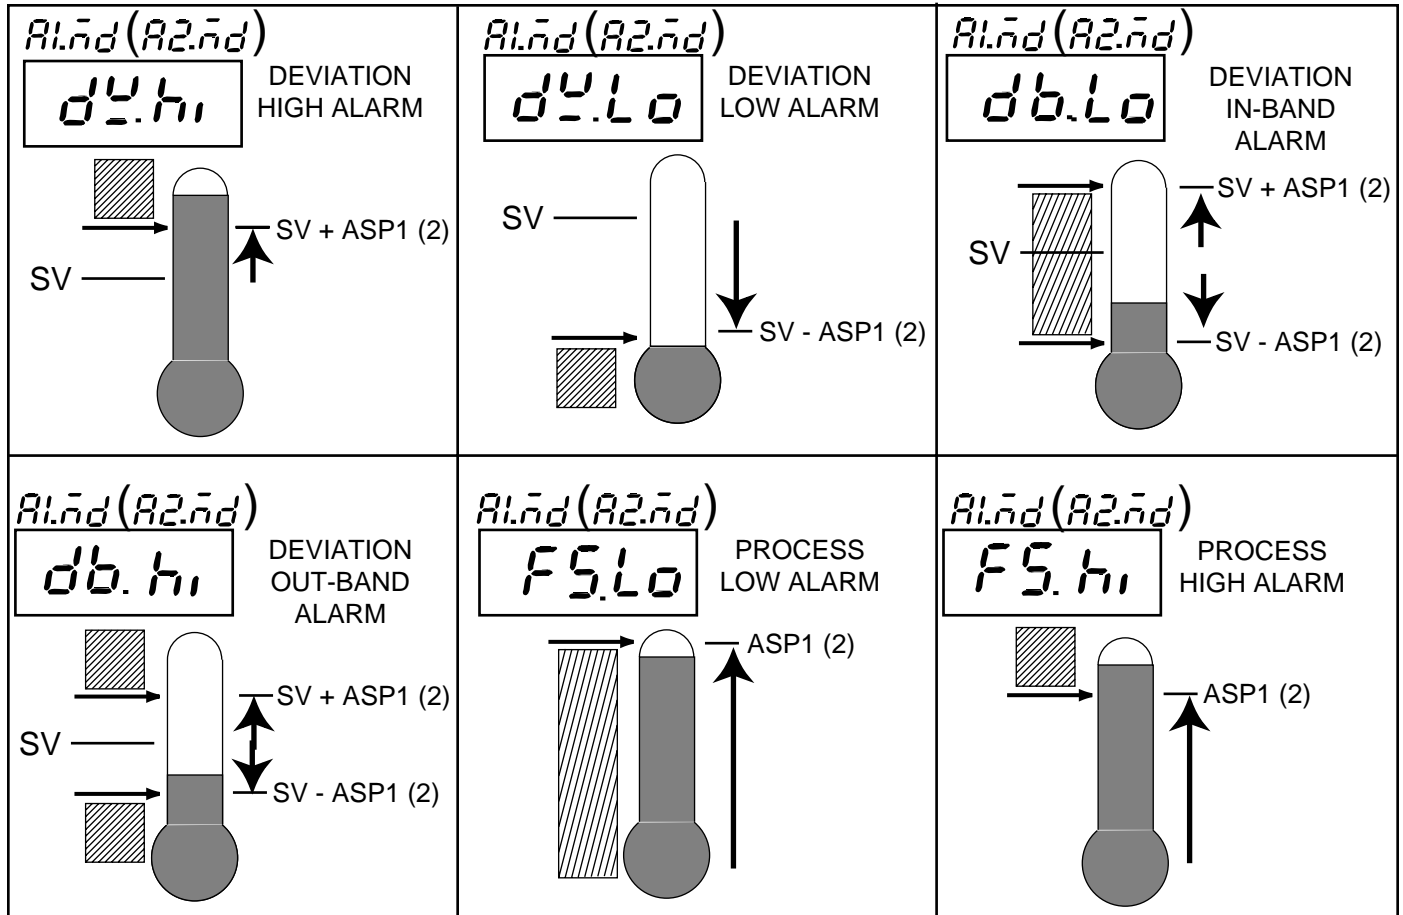 A1.nd (A2.nd)
dv.hi
DEVIATION
HIGH ALARM
SV + ASP1 (2)
SV
A1.nd (A2.nd)
dv.Lo
DEVIATION
LOW ALARM
SV
SV - ASP1 (2)
A1.nd (A2.nd)
db.Lo
DEVIATION
IN-BAND
ALARM
SV + ASP1 (2)
SV
SV - ASP1 (2)
A1.nd (A2.nd)
db.hi
DEVIATION
OUT-BAND
ALARM
SV + ASP1 (2)
SV
SV - ASP1 (2)
A1.nd (A2.nd)
FS.Lo
PROCESS
LOW ALARM
ASP1 (2)
A1.nd (A2.nd)
FS.hi
PROCESS
HIGH ALARM
ASP1 (2)